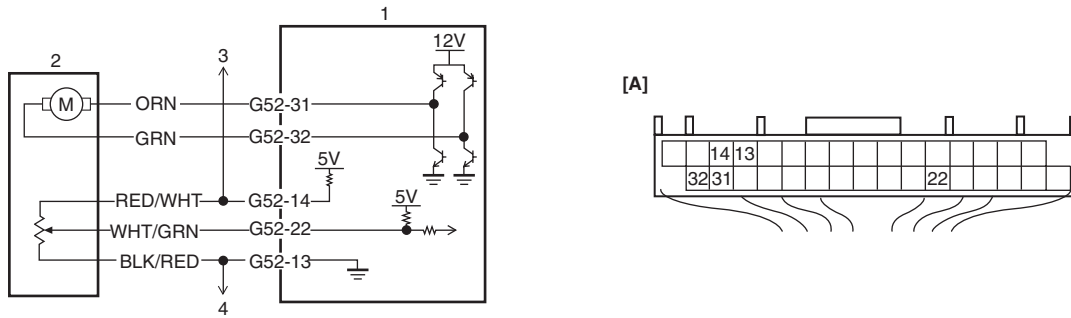 1
2
3
12V
[A]
M
ORN
G52-31
GRN
G52-32
5V
5V
RED/WHT
G52-14
WHT/GRN
G52-22
BLK/RED
G52-13
4
14 13
32 31 22